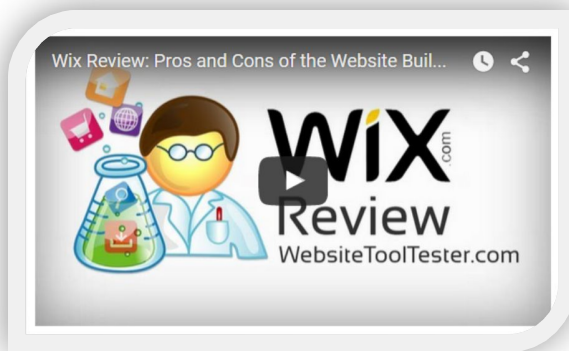 Wix Review: Pros and Cons of the Website Buil...
WiX.com
Review
WebsiteToolTester.com